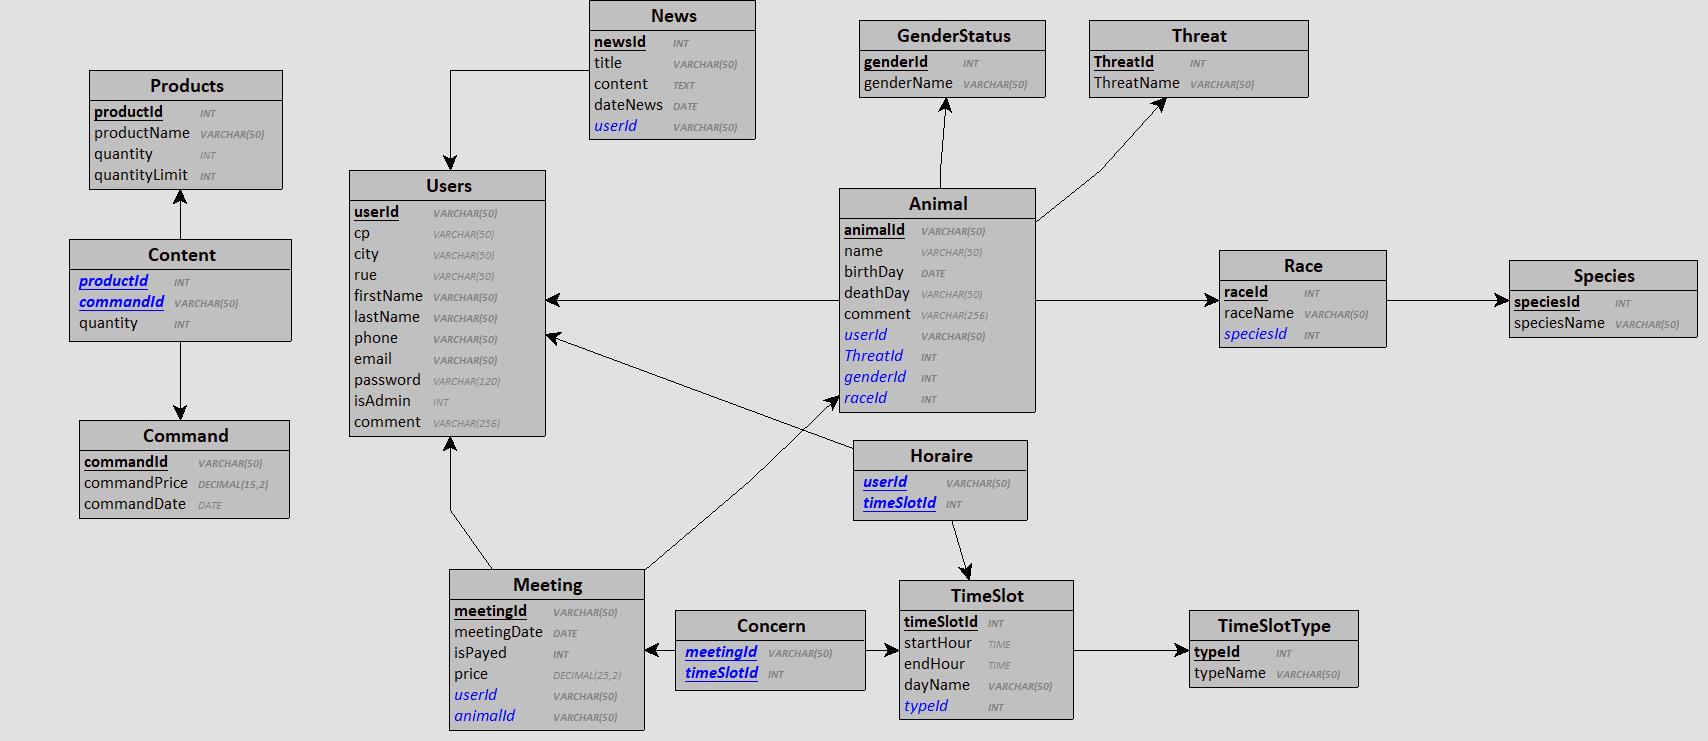 News
newsId INT
title VARCHAR(50)
content TEXT
dateNews DATE
userId VARCHAR(50)
GenderStatus
genderId INT
genderName VARCHAR(50)
Threat
ThreatId INT
ThreatName VARCHAR(50)
Products
productId INT
productName VARCHAR(50)
quantity INT
quantityLimit INT
Users
userId VARCHAR(50)
cp VARCHAR(50)
city VARCHAR(50)
rue VARCHAR(50)
firstName VARCHAR(50)
lastName VARCHAR(50)
phone VARCHAR(50)
email VARCHAR(50)
password VARCHAR(120)
isAdmin INT
comment VARCHAR(256)
Animal
animalId VARCHAR(50)
name VARCHAR(50)
birthDay DATE
deathDay VARCHAR(50)
comment VARCHAR(256)
userId VARCHAR(50)
ThreatId INT
genderId INT
raceId INT
Content
productId INT
commandId VARCHAR(50)
quantity INT
Race
raceId INT
raceName VARCHAR(50)
speciesId INT
Species
speciesId INT
speciesName VARCHAR(50)
Command
commandId VARCHAR(50)
commandPrice DECIMAL(15,2)
commandDate DATE
Horaire
userId VARCHAR(50)
timeSlotId INT
Meeting
meetingId VARCHAR(50)
meetingDate DATE
isPayed INT
price DECIMAL(25,2)
userId VARCHAR(50)
animalId VARCHAR(50)
Concern
meetingId VARCHAR(50)
timeSlotId INT
TimeSlot
timeSlotId INT
startHour TIME
endHour TIME
dayName VARCHAR(50)
typeId INT
TimeSlotType
typeId INT
typeName VARCHAR(50)